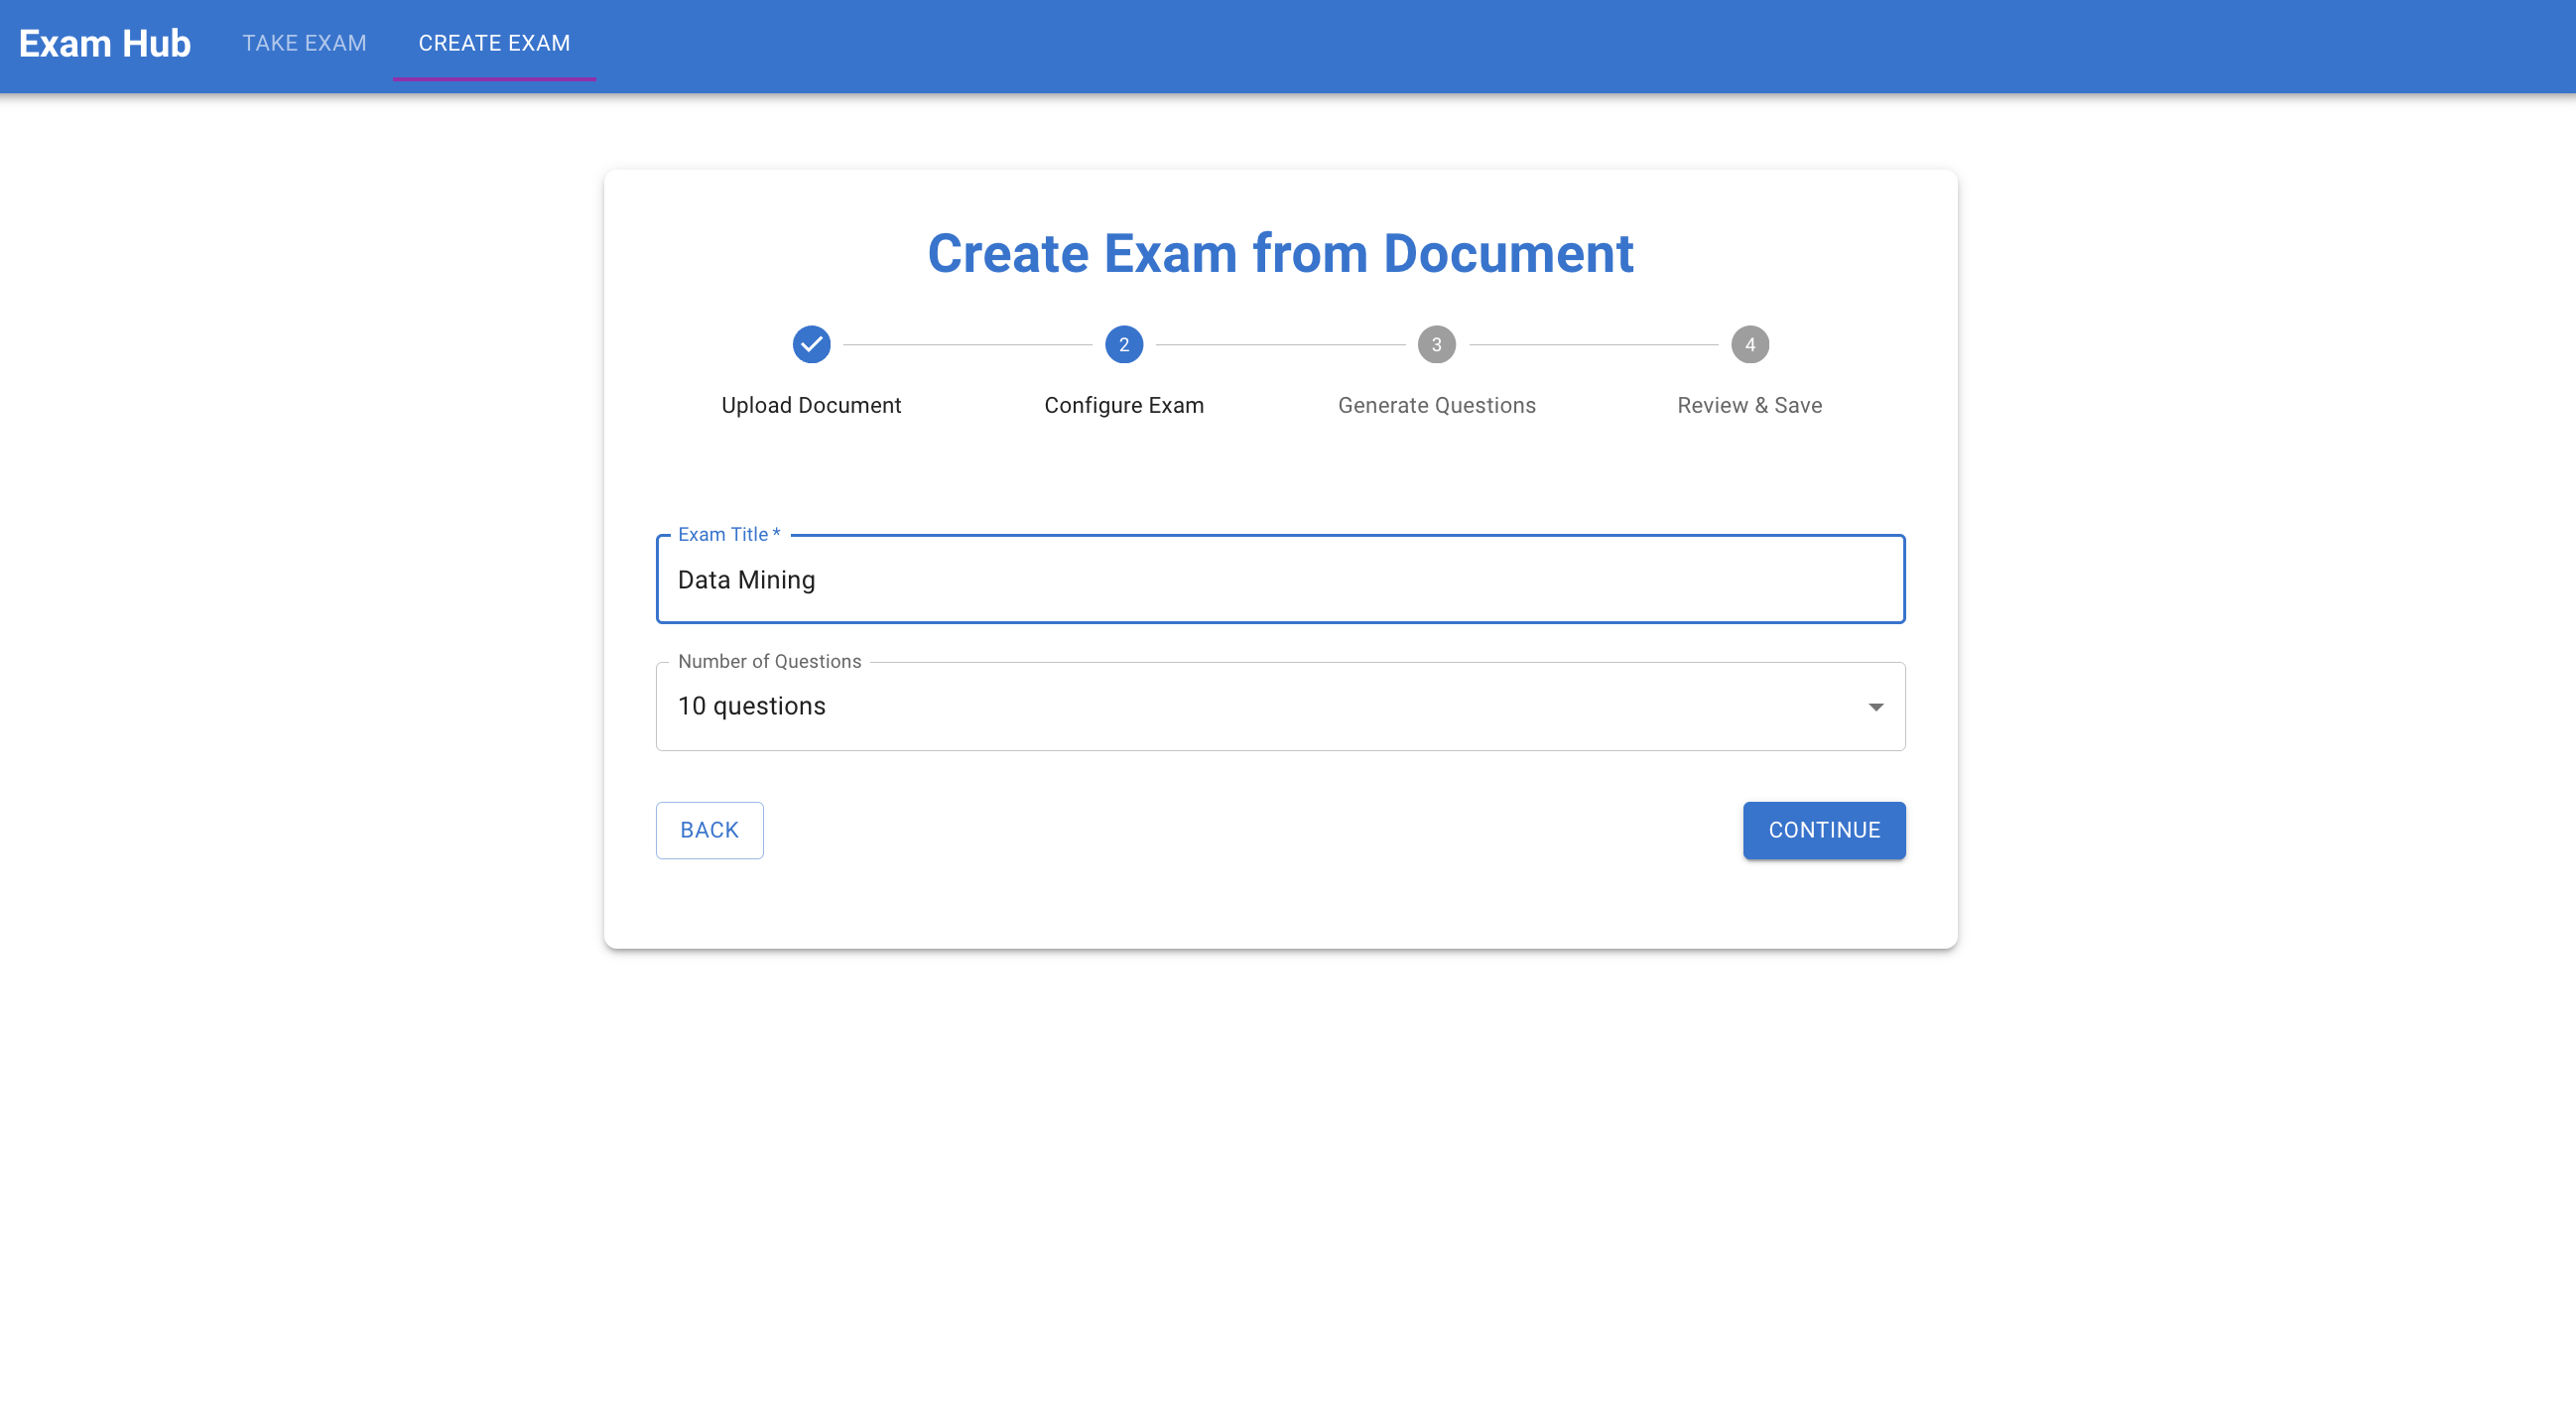 Exam Hub TAKE EXAM CREATE EXAM
Create Exam from Document
2 3 4
Upload Document Configure Exam Generate Questions Review & Save
Exam Title *
Data Mining
Number of Questions
10 questions
BACK CONTINUE